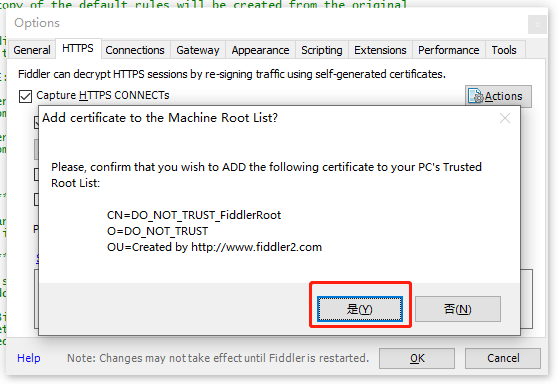 copy of the default rules will be created from the original
Options
General HTTPS Connections Gateway Appearance Scripting Extensions Performance Tools
Fiddler can decrypt HTTPS sessions by re-signing traffic using self-generated certificates.
Capture HTTPS CONNECTs
Actions
Add certificate to the Machine Root List?
Please, confirm that you wish to ADD the following certificate to your PC's Trusted
Root List:
CN=DO_NOT_TRUST_FiddlerRoot
O=DO_NOT_TRUST
OU=Created by http://www.fiddler2.com
是(Y)
否(N)
Help
Note: Changes may not take effect until Fiddler is restarted.
OK
Cancel